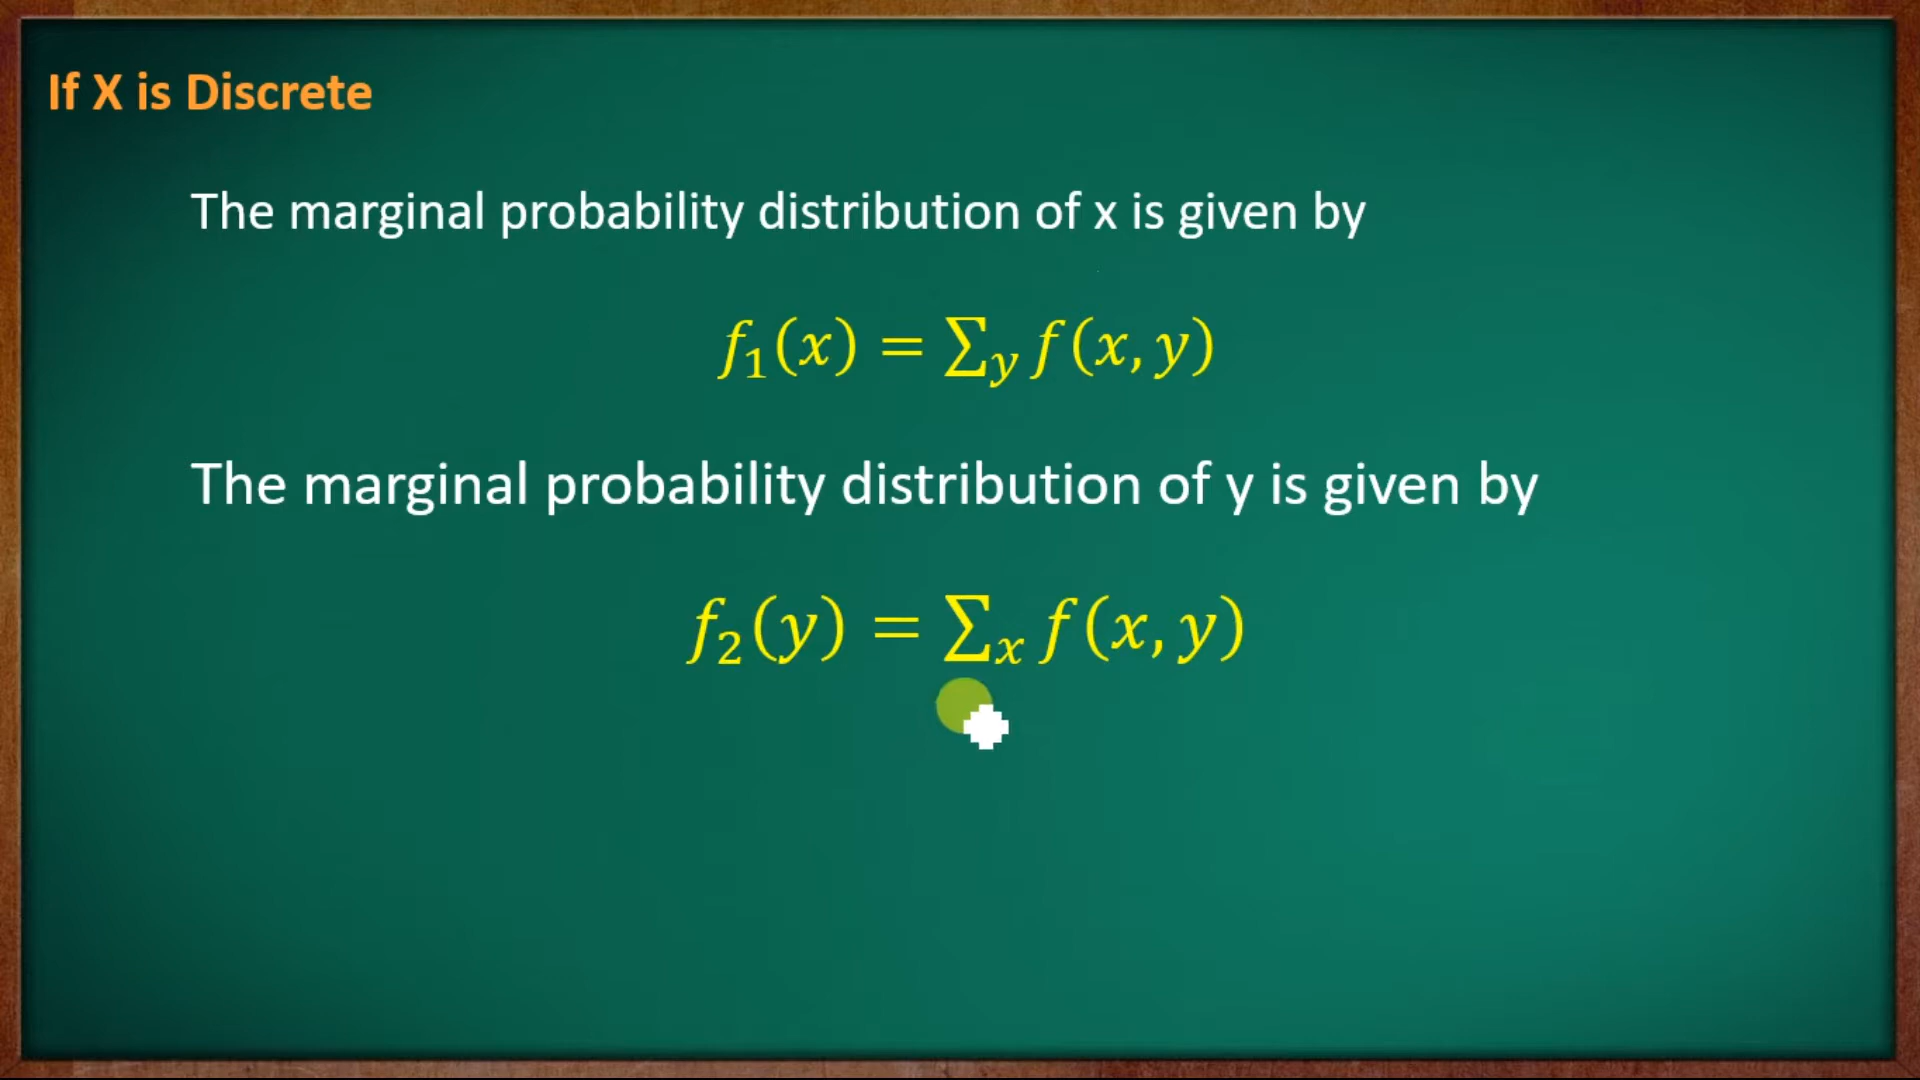 If X is Discrete
The marginal probability distribution of x is given by
f₁(x) = ∑_y f(x, y)
The marginal probability distribution of y is given by
f₂(y) = ∑ₓ f(x, y)